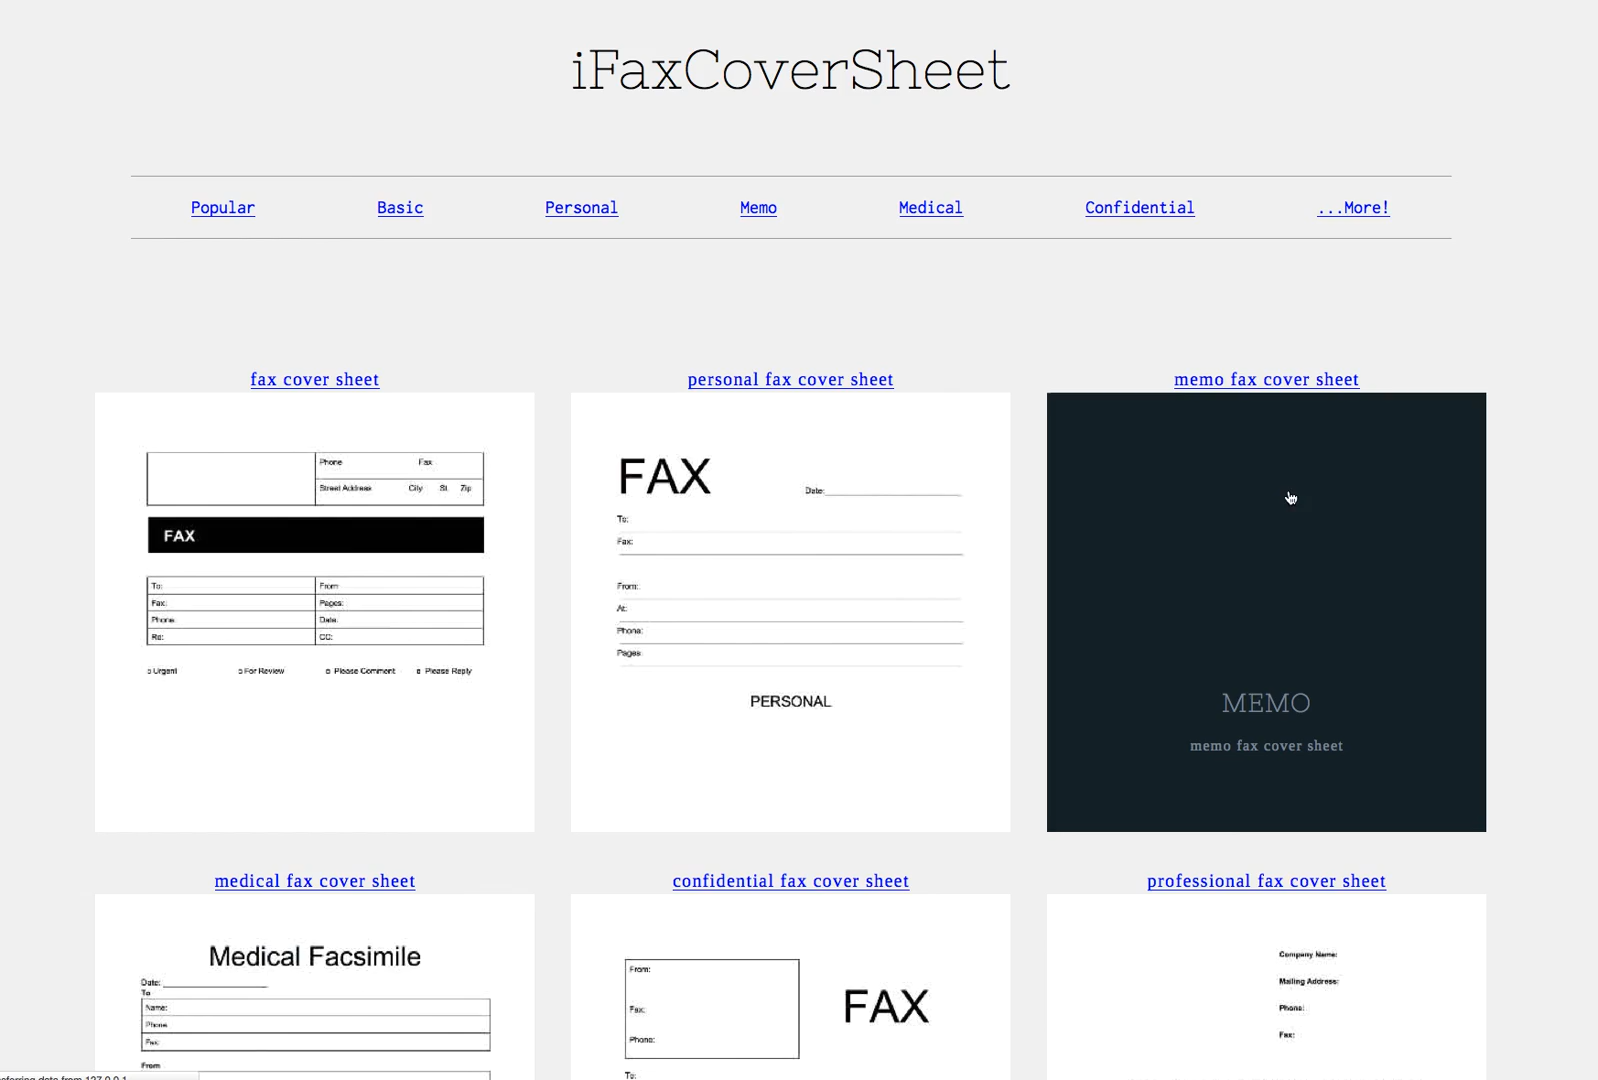 iFaxCoverSheet
Popular Basic Personal Memo Medical Confidential ...More!
fax cover sheet
Phone Fax
Street Address City St. Zip
FAX
To: From:
Fax: Pages:
Phone: Date:
Re: CC:
Urgent For Review Please Comment Please Reply
personal fax cover sheet
FAX
Date:
To:
Fax:
From:
At:
Phone:
Pages:
PERSONAL
memo fax cover sheet
MEMO
memo fax cover sheet
medical fax cover sheet
Medical Facsimile
Date:
To
Name:
Phone:
Fax:
From
confidential fax cover sheet
From:
FAX
Fax:
Phone:
To:
professional fax cover sheet
Company Name:
Mailing Address:
Phone:
Fax: